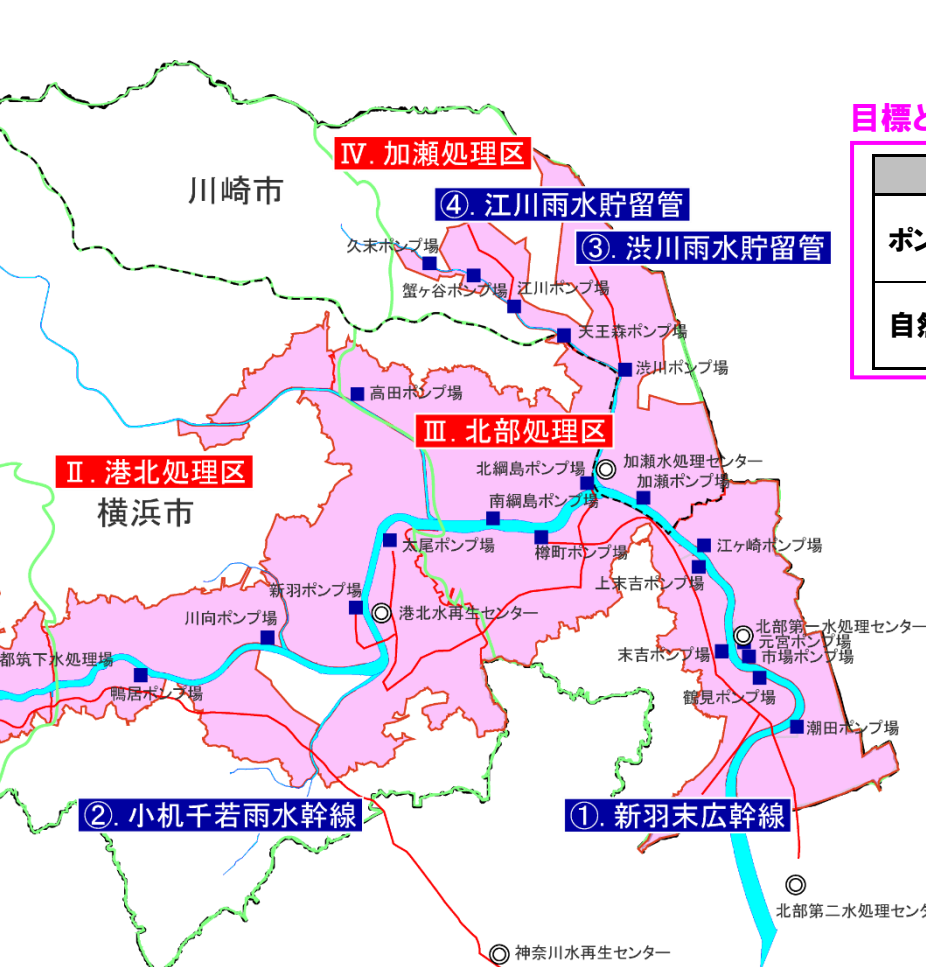 目標と
Ⅳ. 加瀬処理区
川崎市
④. 江川雨水貯留管
ポン
久末ポンプ場
③. 渋川雨水貯留管
蟹ヶ谷ポンプ場
江川ポンプ場
自然
天王森ポンプ場
渋川ポンプ場
高田ポンプ場
Ⅲ. 北部処理区
Ⅱ. 港北処理区
北綱島ポンプ場
加瀬水処理センター
加瀬ポンプ場
横浜市
南綱島ポンプ場
太尾ポンプ場
樽町ポンプ場
江ヶ崎ポンプ場
上末吉ポンプ場
新羽ポンプ場
川向ポンプ場
港北水再生センター
北部第一水処理センター
元宮ポンプ場
末吉ポンプ場
市場ポンプ場
都筑下水処理場
鴨居ポンプ場
鶴見ポンプ場
潮田ポンプ場
②. 小机千若雨水幹線
①. 新羽末広幹線
北部第二水処理センタ
神奈川水再生センター